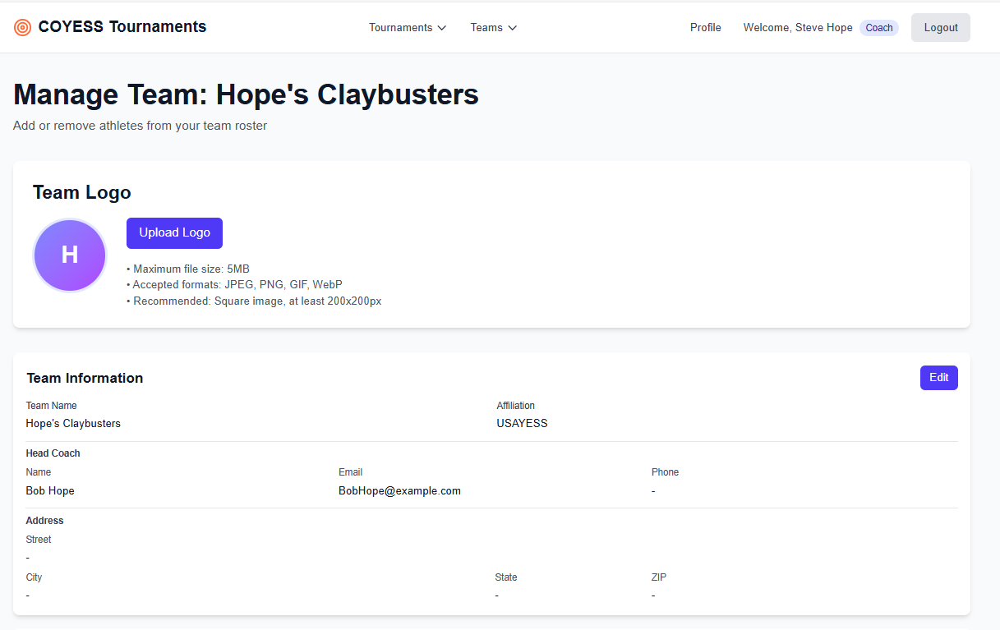 COYESS Tournaments Tournaments Teams Profile Welcome, Steve Hope Coach Logout
Manage Team: Hope's Claybusters
Add or remove athletes from your team roster
Team Logo
H
Upload Logo
• Maximum file size: 5MB
• Accepted formats: JPEG, PNG, GIF, WebP
• Recommended: Square image, at least 200x200px
Team Information Edit
Team Name Affiliation
Hope's Claybusters USAYESS
Head Coach
Name Email Phone
Bob Hope BobHope@example.com -
Address
Street
-
City State ZIP
- - -